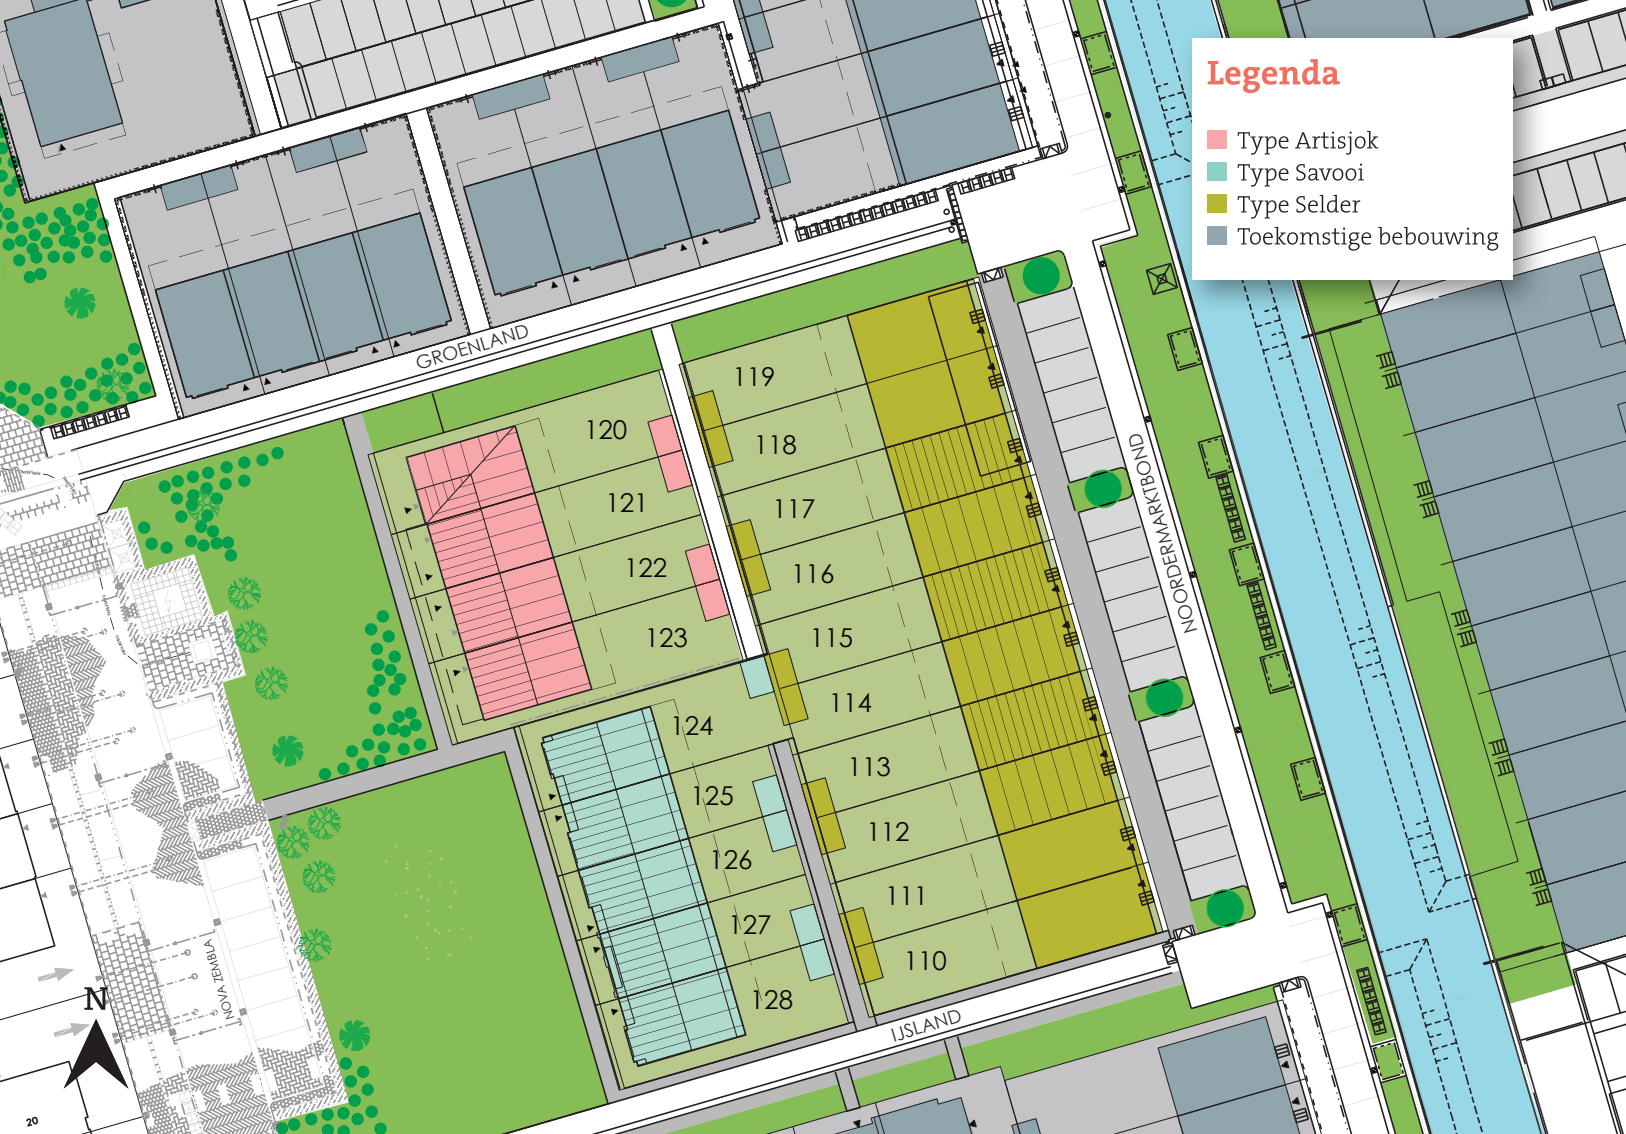 Legenda
Type Artisjok
Type Savooi
Type Selder
Toekomstige bebouwing
GROENLAND
NOORDERMARKTBOND
119
118
117
116
115
114
113
112
111
110
120
121
122
123
124
125
126
127
128
NOVA ZEMBLA
IJSLAND
N
20